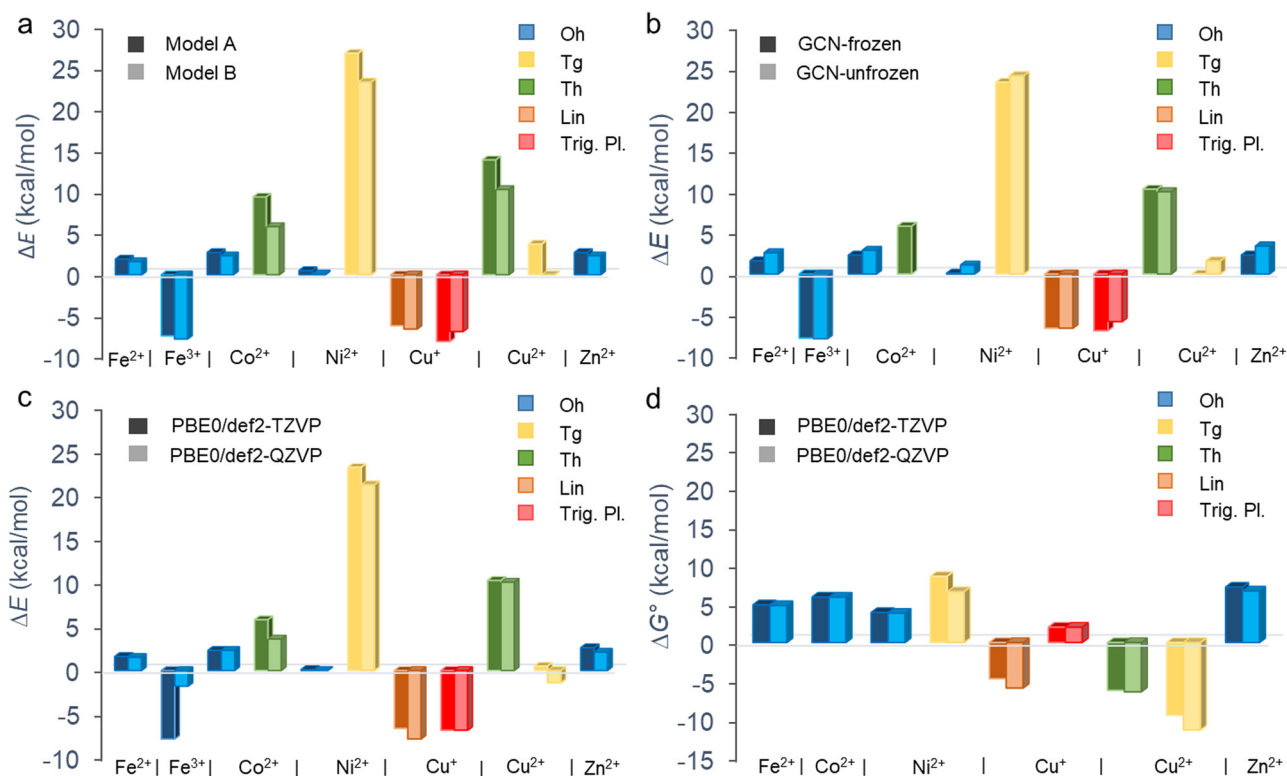 a
30
25
20
15
10
5
0
-5
-10
ΔE (kcal/mol)
Model A
Model B
Oh
Tg
Th
Lin
Trig. Pl.
Fe²⁺ | Fe³⁺ | Co²⁺ | Ni²⁺ | Cu⁺ | Cu²⁺ | Zn²⁺
b
30
25
20
15
10
5
0
-5
-10
ΔE (kcal/mol)
GCN-frozen
GCN-unfrozen
Oh
Tg
Th
Lin
Trig. Pl.
Fe²⁺ | Fe³⁺ | Co²⁺ | Ni²⁺ | Cu⁺ | Cu²⁺ | Zn²⁺
c
30
25
20
15
10
5
0
-5
-10
ΔE (kcal/mol)
PBE0/def2-TZVP
PBE0/def2-QZVP
Oh
Tg
Th
Lin
Trig. Pl.
Fe²⁺ | Fe³⁺ | Co²⁺ | Ni²⁺ | Cu⁺ | Cu²⁺ | Zn²⁺
d
30
25
20
15
10
5
0
-5
-10
-15
ΔG° (kcal/mol)
PBE0/def2-TZVP
PBE0/def2-QZVP
Oh
Tg
Th
Lin
Trig. Pl.
Fe²⁺ | Co²⁺ | Ni²⁺ | Cu⁺ | Cu²⁺ | Zn²⁺